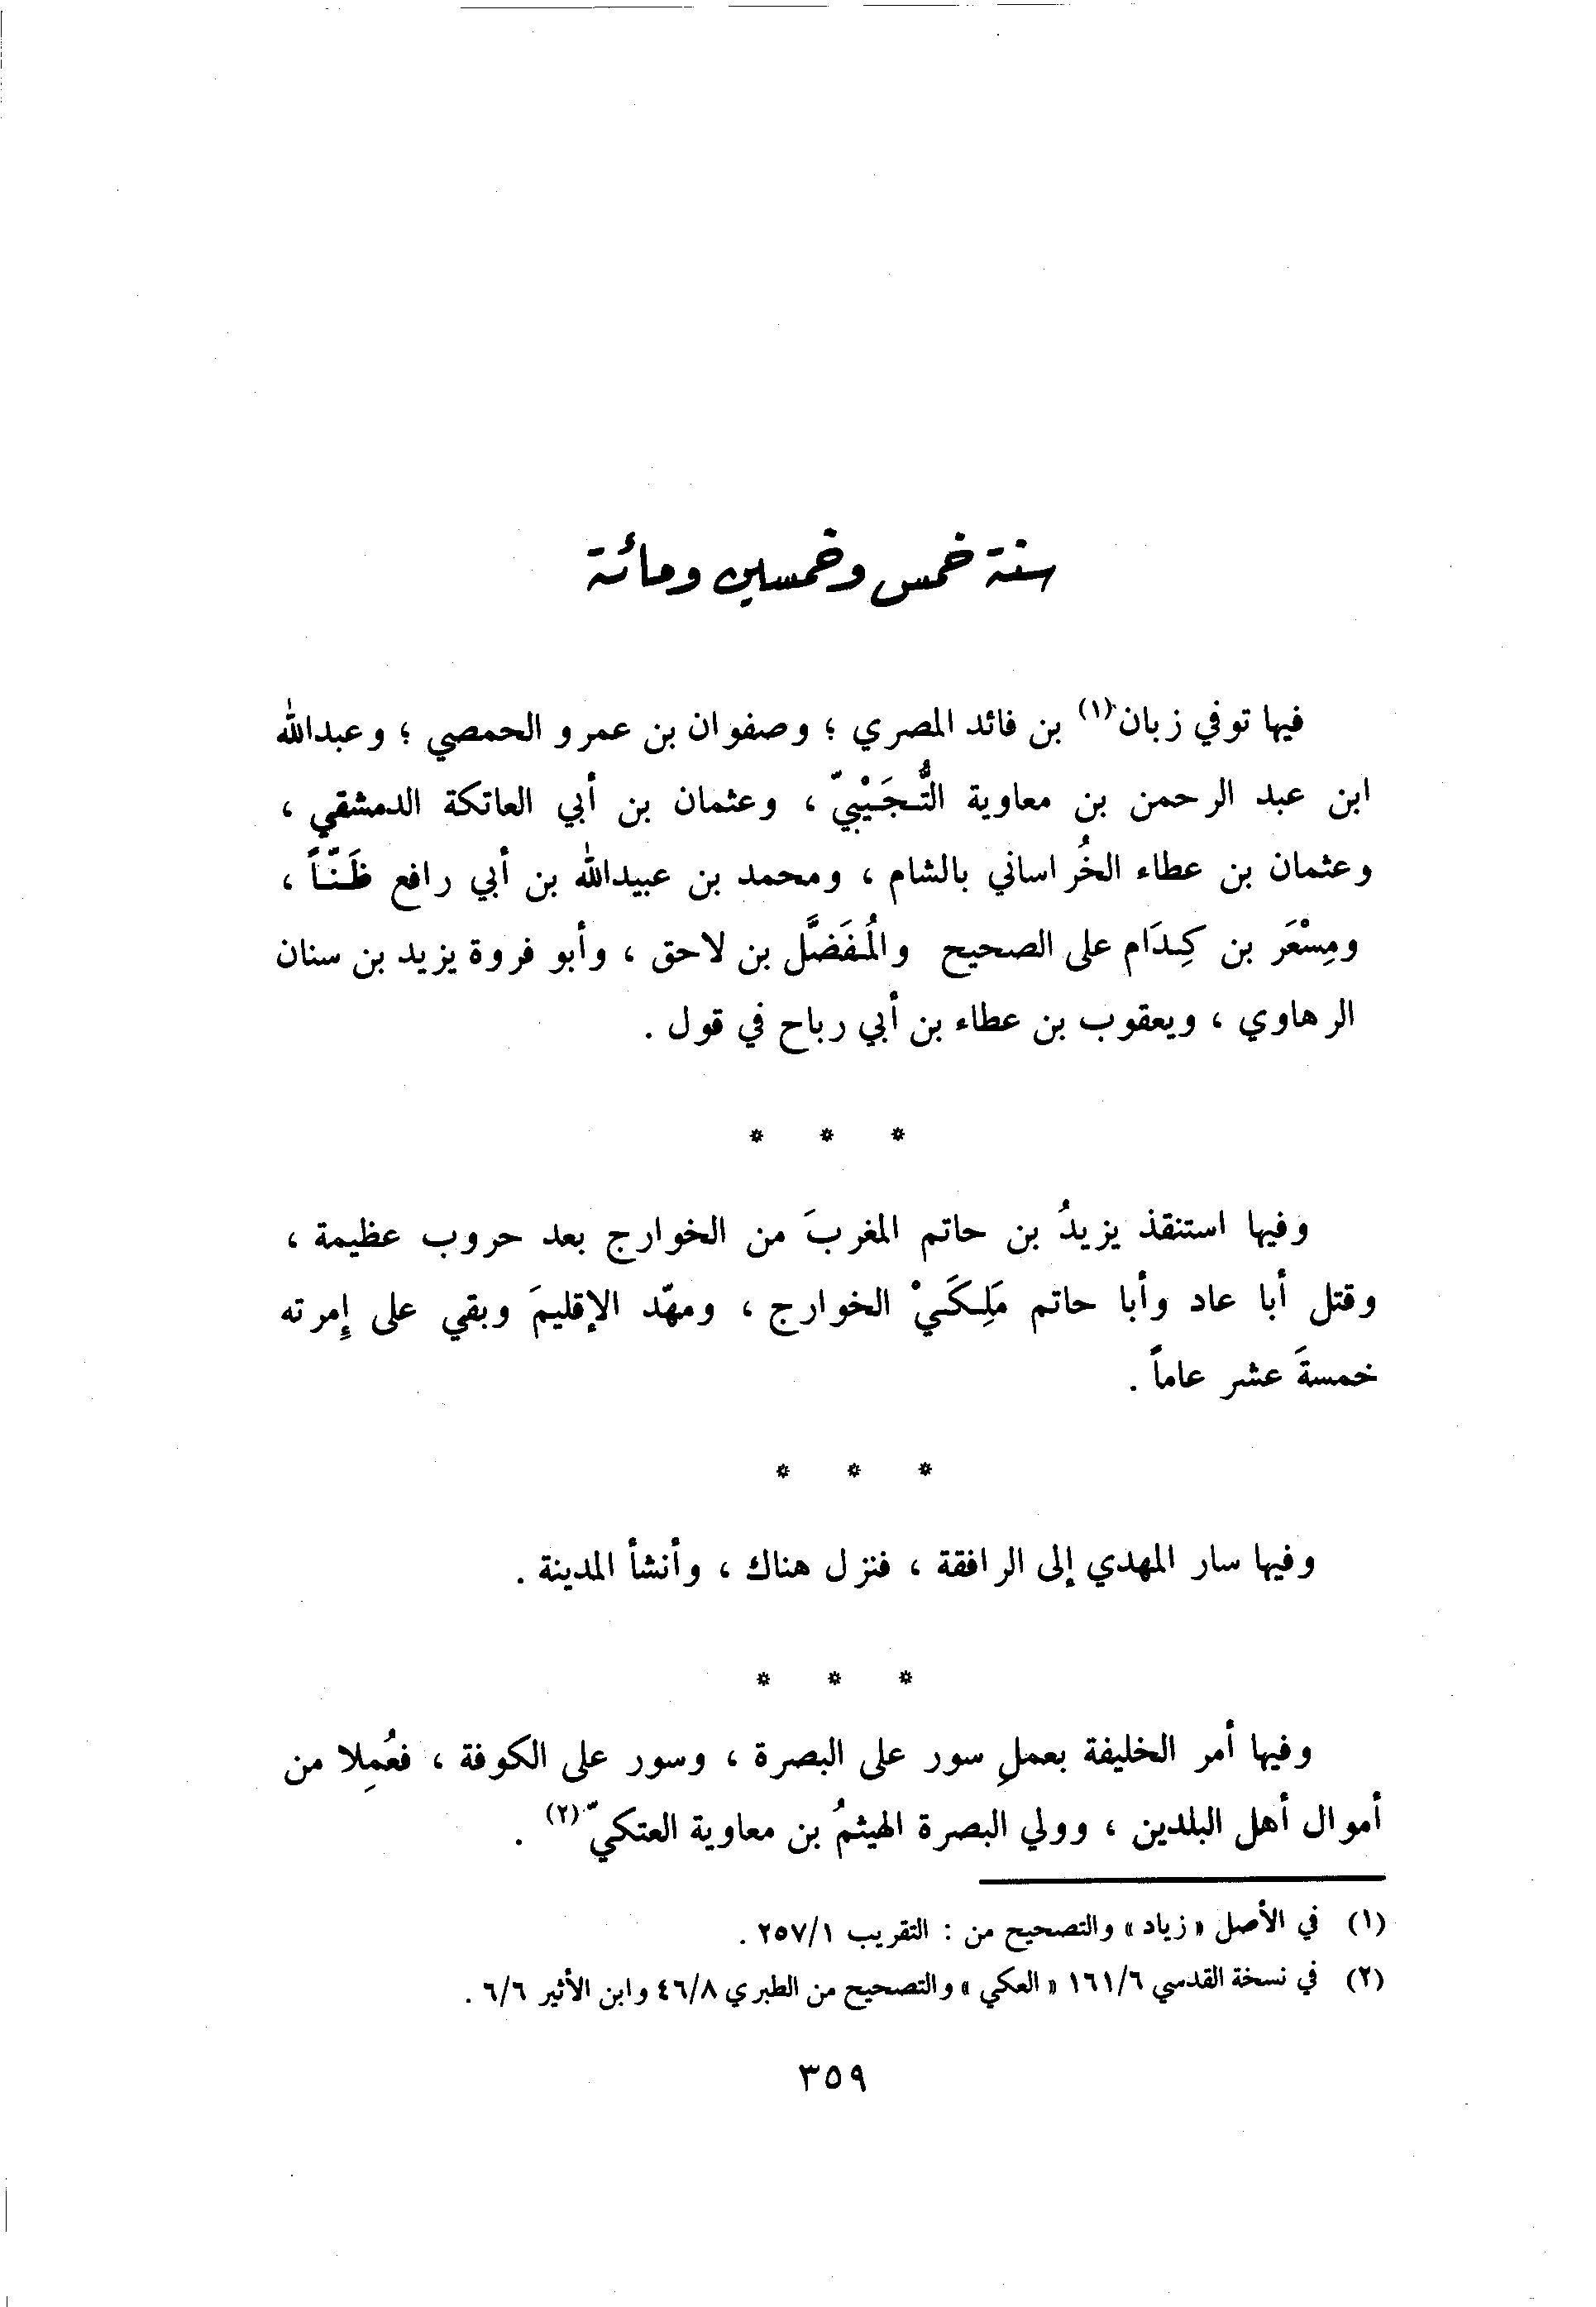 سنة خمس وخمسين ومائة
فيها توفي زبان(١) بن فائد المصري ؛ وصفوان بن عمرو الحمصي ؛ وعبدالله
ابن عبد الرحمن بن معاوية التُّجَيْبيّ ، وعثمان بن أبي العاتكة الدمشقي ،
وعثمان بن عطاء الخُراساني بالشام ، ومحمد بن عبيدالله بن أبي رافع ظَنّاً ،
ومِسْعَر بن كِدَام على الصحيح والمُفَضَّل بن لاحق ، وأبو فروة يزيد بن سنان
الرهاوي ، ويعقوب بن عطاء بن أبي رباح في قول .
* * *
وفيها استنقذ يزيدُ بن حاتم المغربَ من الخوارج بعد حروب عظيمة ،
وقتل أبا عاد وأبا حاتم مَلِكَيْ الخوارج ، ومهّد الإقليمَ وبقي على إمرته
خمسةَ عشر عاماً .
* * *
وفيها سار المهدي إلى الرافقة ، فنزل هناك ، وأنشأ المدينة .
* * *
وفيها أمر الخليفة بعملِ سور على البصرة ، وسور على الكوفة ، فعُمِلا من
أموال أهل البلدين ، وولي البصرة الهيثمُ بن معاوية العتكيّ(٢) .
(١) في الأصل «زياد» والتصحيح من : التقريب ٢٥٧/١ .
(٢) في نسخة القدسي ١٦١/٦ «العكي» والتصحيح من الطبري ٤٦/٨ وابن الأثير ٦/٦ .
٣٥٩